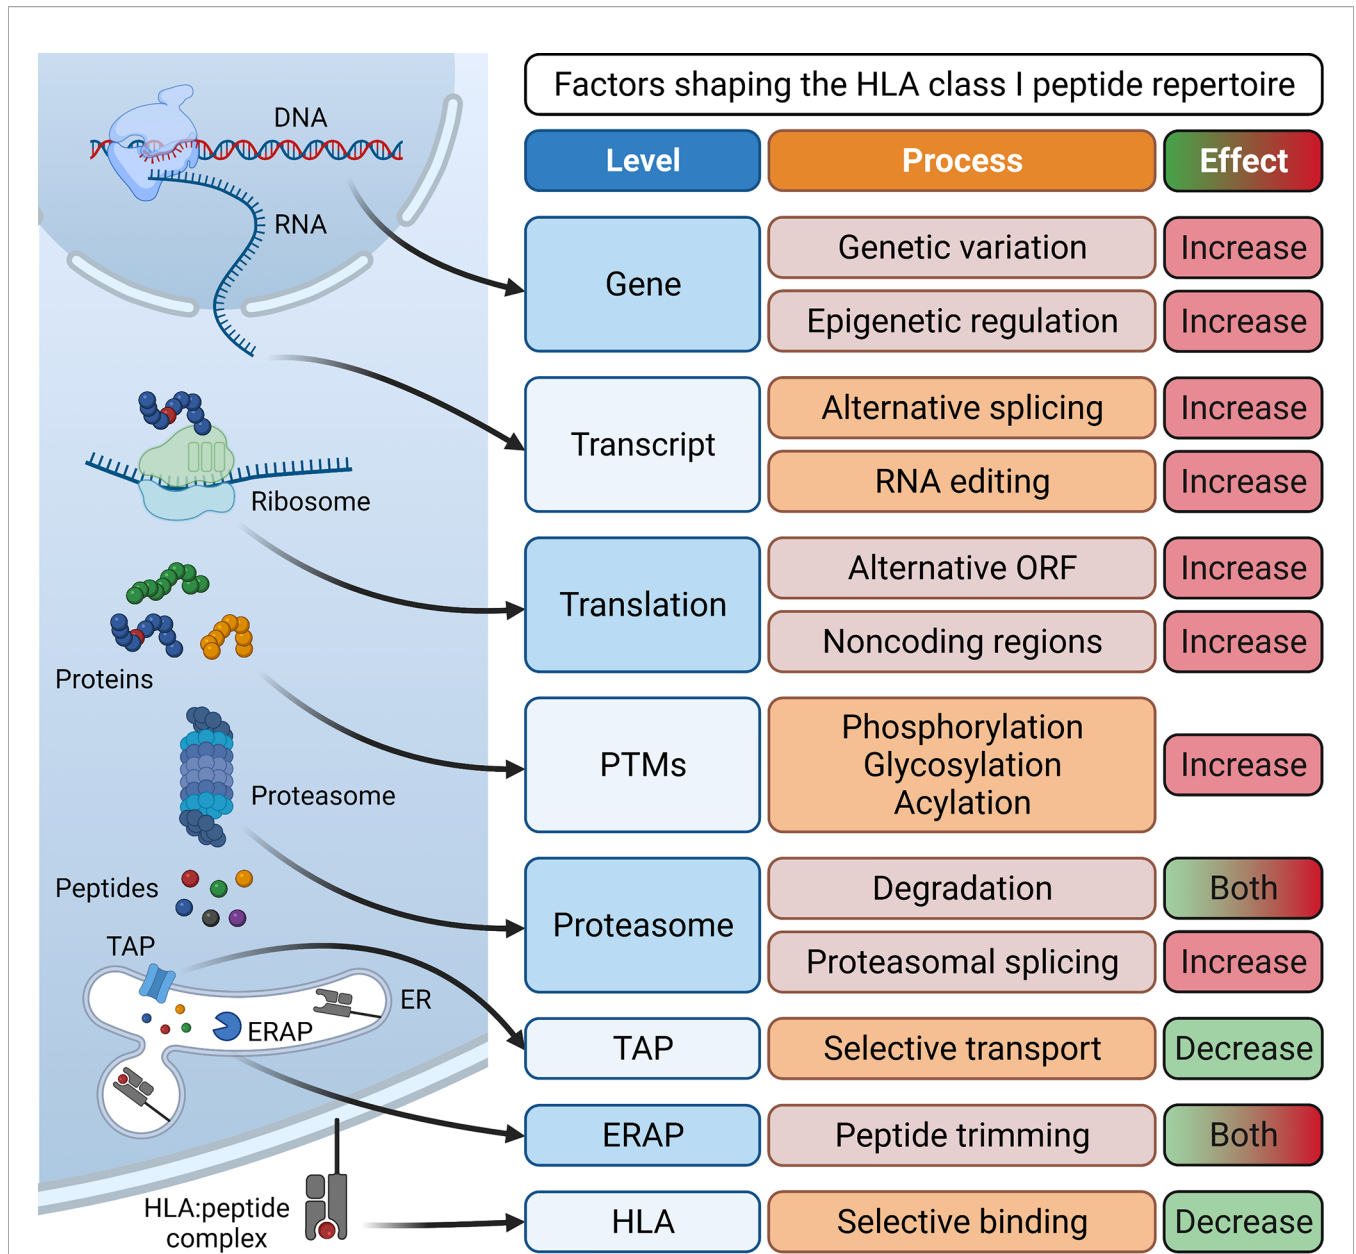 Factors shaping the HLA class I peptide repertoire
Level
Process
Effect
DNA
RNA
Gene
Genetic variation
Increase
Epigenetic regulation
Increase
Transcript
Alternative splicing
Increase
RNA editing
Increase
Ribosome
Translation
Alternative ORF
Increase
Noncoding regions
Increase
Proteins
PTMs
Phosphorylation
Glycosylation
Acylation
Increase
Proteasome
Peptides
Proteasome
Degradation
Both
Proteasomal splicing
Increase
TAP
ER
ERAP
TAP
Selective transport
Decrease
ERAP
Peptide trimming
Both
HLA:peptide
complex
HLA
Selective binding
Decrease